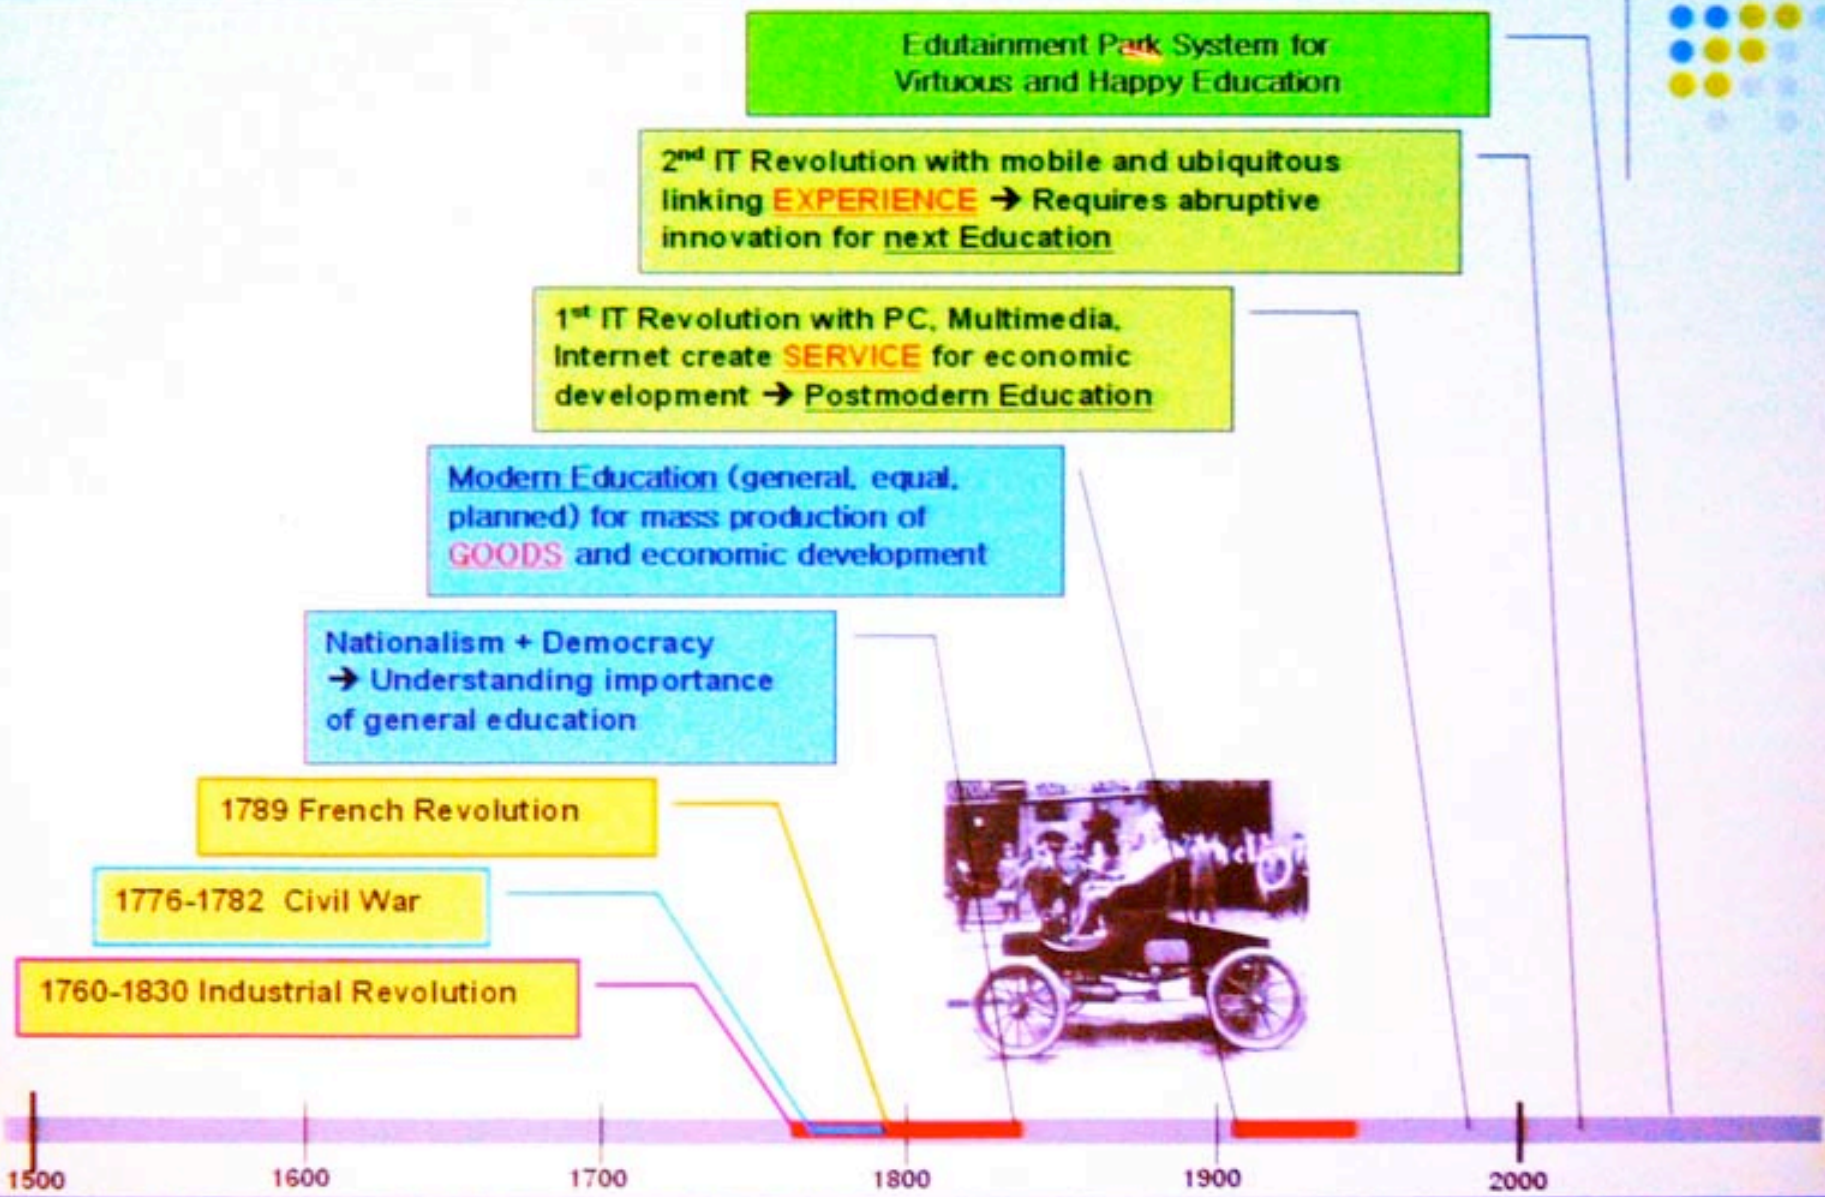 Edutainment Park System for
Virtuous and Happy Education
2nd IT Revolution with mobile and ubiquitous
linking EXPERIENCE → Requires abruptive
innovation for next Education
1st IT Revolution with PC, Multimedia,
Internet create SERVICE for economic
development → Postmodern Education
Modern Education (general, equal,
planned) for mass production of
GOODS and economic development
Nationalism + Democracy
→ Understanding importance
of general education
1789 French Revolution
1776-1782 Civil War
1760-1830 Industrial Revolution
1500 1600 1700 1800 1900 2000